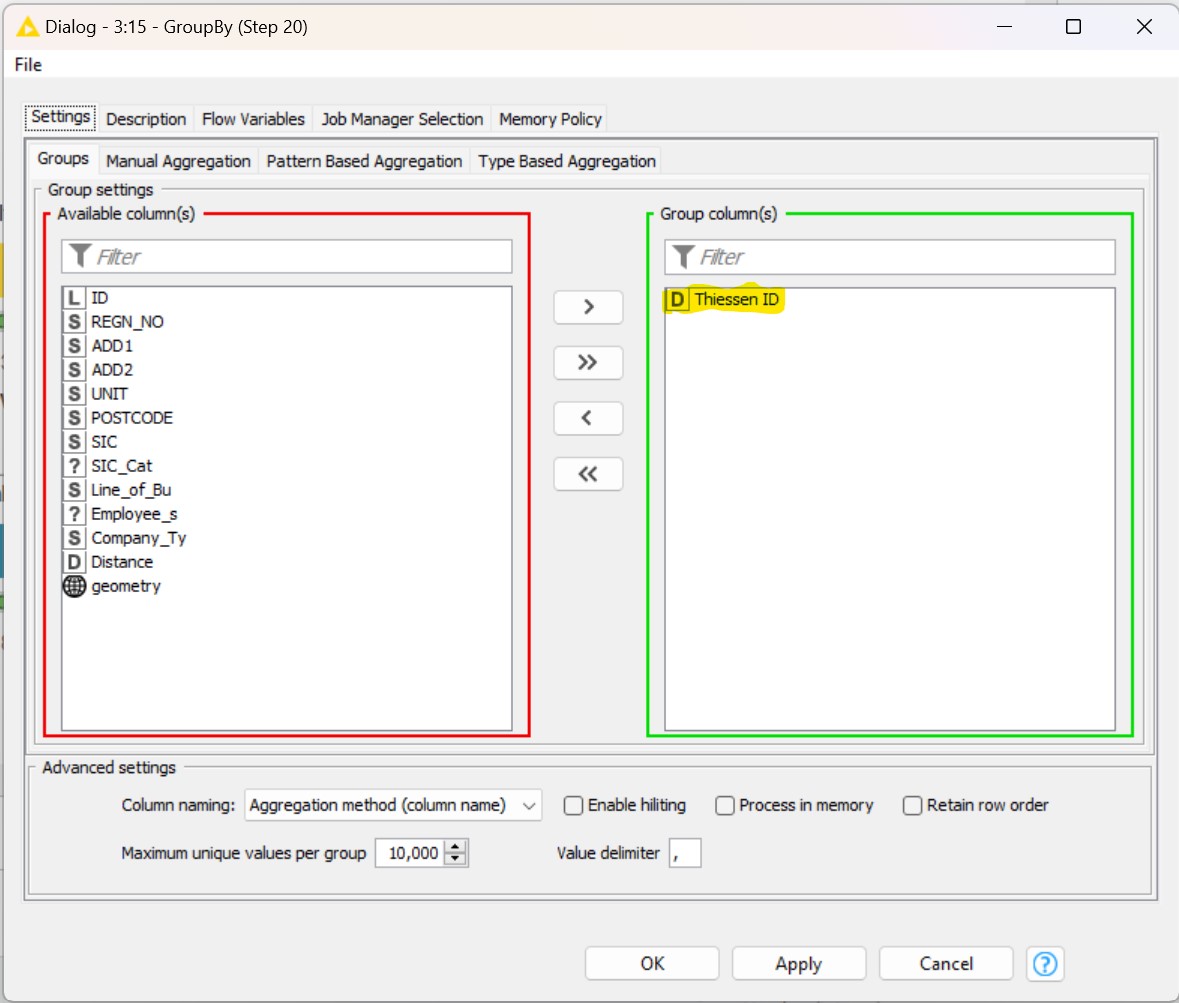 Dialog - 3:15 - GroupBy (Step 20)
File
Settings Description Flow Variables Job Manager Selection Memory Policy
Groups Manual Aggregation Pattern Based Aggregation Type Based Aggregation
Group settings
Available column(s) Group column(s)
Filter Filter
L ID
D Thiessen ID
S REGN_NO
S ADD1
S ADD2
S UNIT
S POSTCODE
S SIC
? SIC_Cat
S Line_of_Bu
? Employee_s
S Company_Ty
D Distance
geometry
> 
>>
<
<<
Advanced settings
Column naming: Aggregation method (column name) Enable hiliting Process in memory Retain row order
Maximum unique values per group 10,000 Value delimiter ,
OK Apply Cancel ?